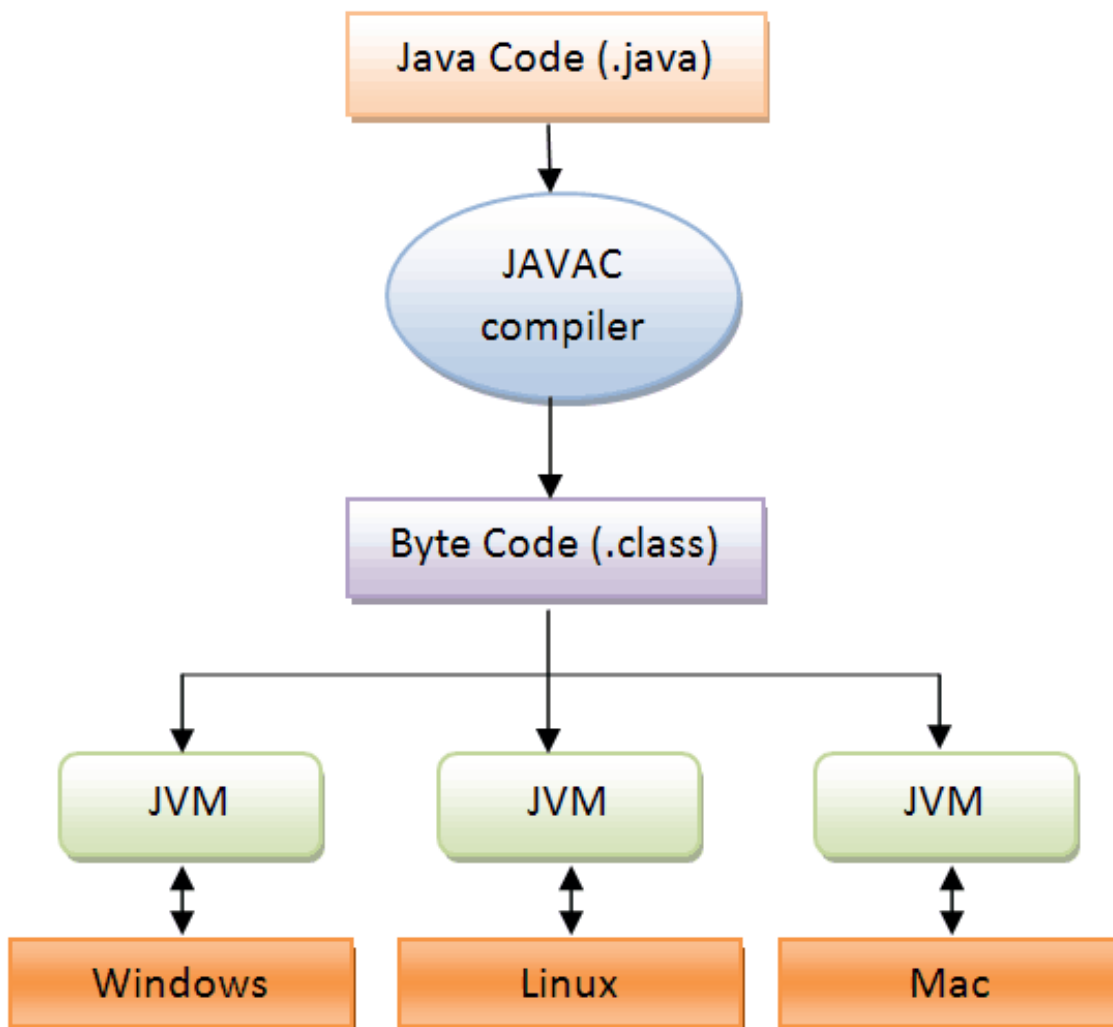 Java Code (.java)
JAVAC
compiler
Byte Code (.class)
JVM
JVM
JVM
Windows
Linux
Mac